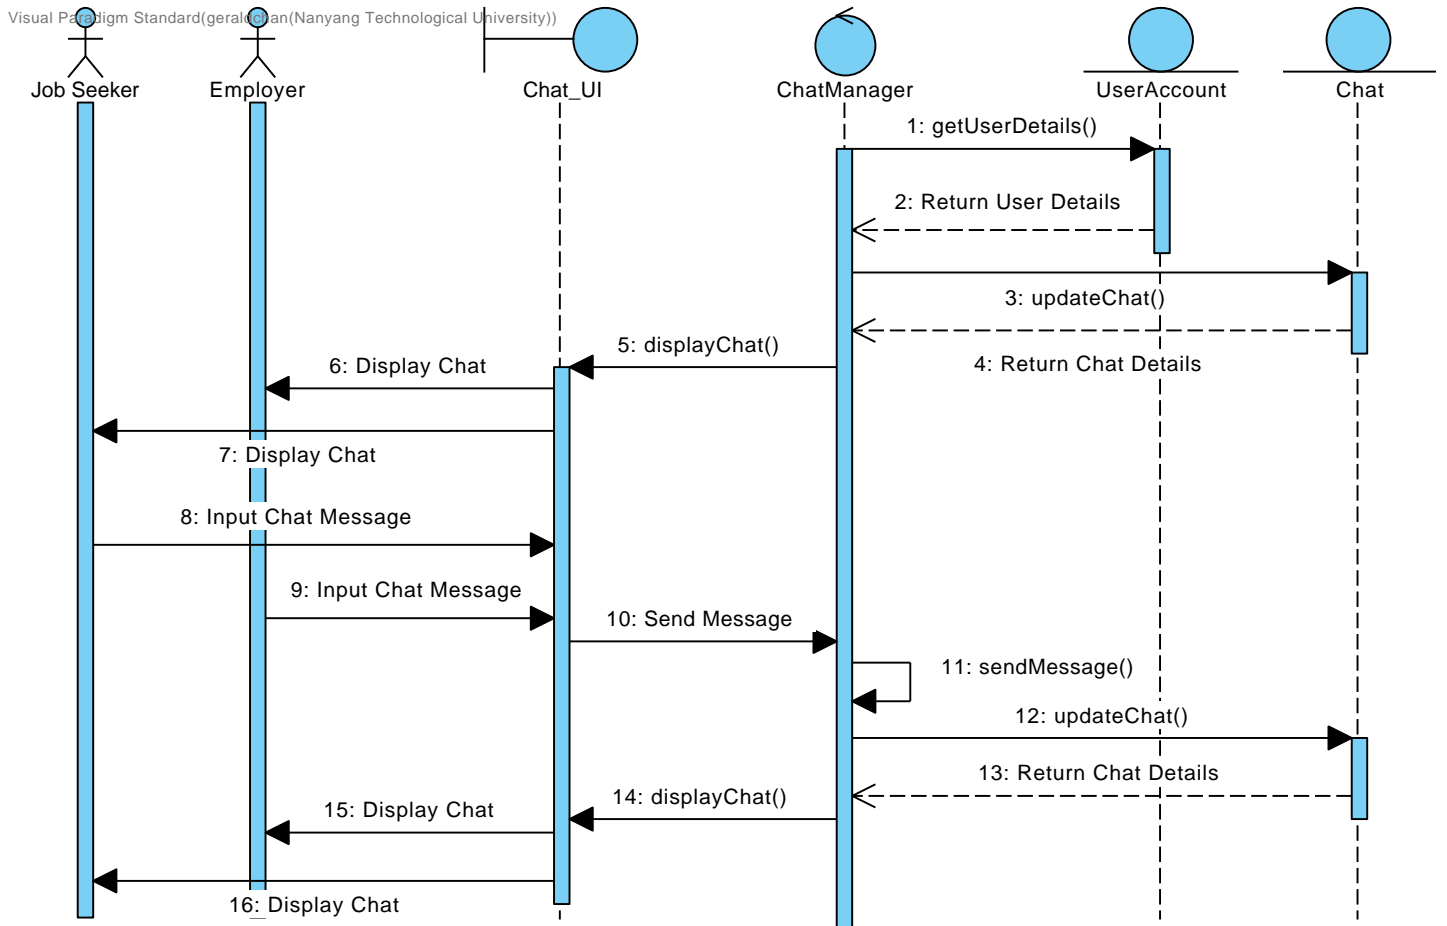 Visual Paradigm Standard(geraldchan(Nanyang Technological University))
Job Seeker
Employer
Chat_UI
ChatManager
UserAccount
Chat
1: getUserDetails()
2: Return User Details
3: updateChat()
4: Return Chat Details
5: displayChat()
6: Display Chat
7: Display Chat
8: Input Chat Message
9: Input Chat Message
10: Send Message
11: sendMessage()
12: updateChat()
13: Return Chat Details
14: displayChat()
15: Display Chat
16: Display Chat